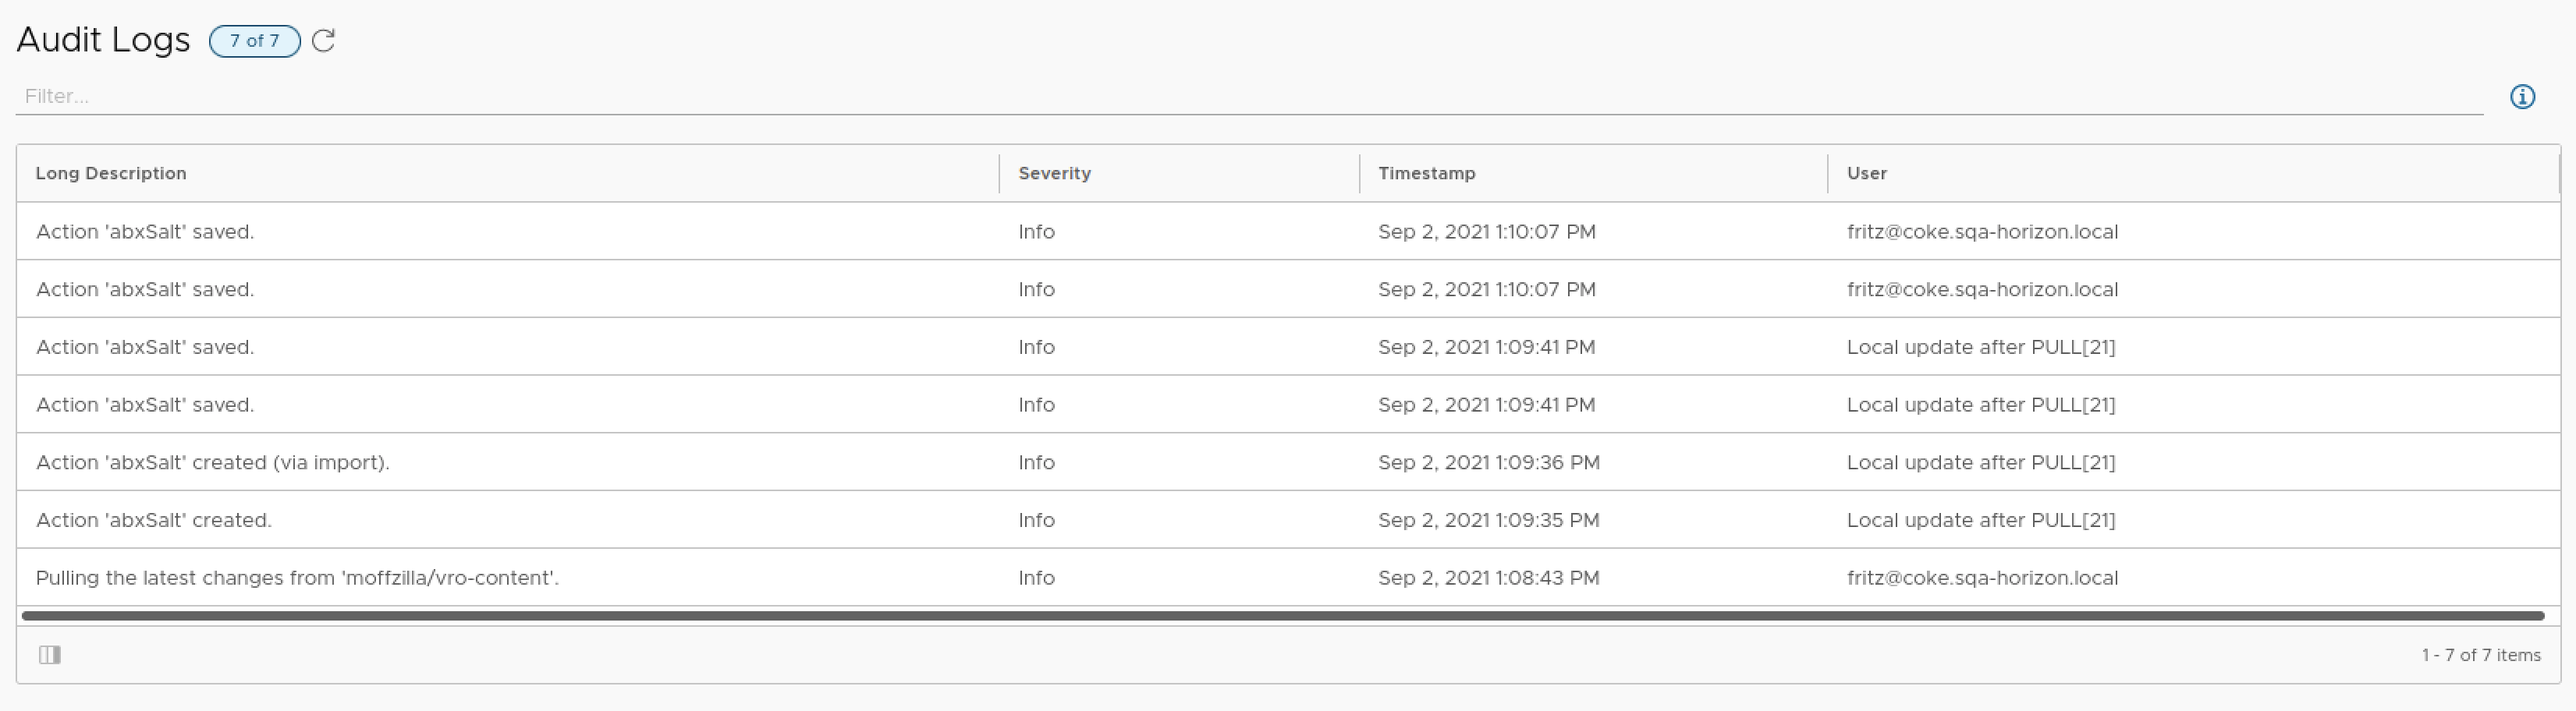 Audit Logs 7 of 7
Filter...
Long Description Severity Timestamp User
Action 'abxSalt' saved. Info Sep 2, 2021 1:10:07 PM fritz@coke.sqa-horizon.local
Action 'abxSalt' saved. Info Sep 2, 2021 1:10:07 PM fritz@coke.sqa-horizon.local
Action 'abxSalt' saved. Info Sep 2, 2021 1:09:41 PM Local update after PULL[21]
Action 'abxSalt' saved. Info Sep 2, 2021 1:09:41 PM Local update after PULL[21]
Action 'abxSalt' created (via import). Info Sep 2, 2021 1:09:36 PM Local update after PULL[21]
Action 'abxSalt' created. Info Sep 2, 2021 1:09:35 PM Local update after PULL[21]
Pulling the latest changes from 'moffzilla/vro-content'. Info Sep 2, 2021 1:08:43 PM fritz@coke.sqa-horizon.local
1 - 7 of 7 items